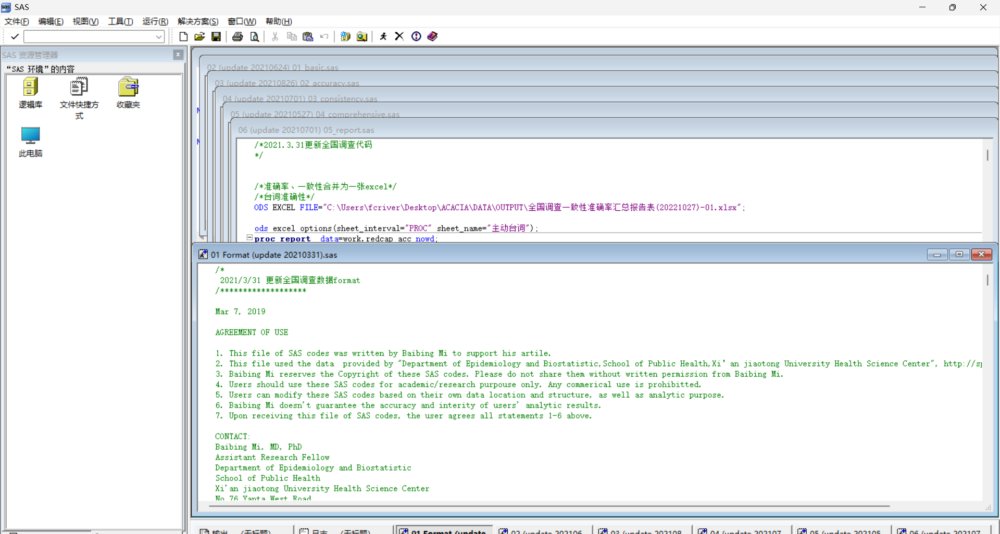 SAS
文件(F) 编辑(E) 视图(V) 工具(T) 运行(R) 解决方案(S) 窗口(W) 帮助(H)
SAS 资源管理器
“SAS 环境”的内容
逻辑库
文件快捷方式
收藏夹
此电脑
02 (update 20210624) 01_basic.sas
03 (update 20210826) 02_accuracy.sas
04 (update 20210701) 03_consistency.sas
05 (update 20210527) 04_comprehensive.sas
06 (update 20210701) 05_report.sas
/*2021.3.31更新全国调查代码
*/
/*准确率、一致性合并为一张excel*/
/*台词准确性*/
ODS EXCEL FILE="C:\Users\fcriver\Desktop\ACACIA\DATA\OUTPUT\全国调查一致性准确率汇总报告表(20221027)-01.xlsx";
ods excel options(sheet_interval="PROC" sheet_name="主动台词");
proc report data=work.redcap_acc nowd;
01 Format (update 20210331).sas
/*
2021/3/31 更新全国调查数据format
/*******************
Mar 7, 2019
AGREEMENT OF USE
1. This file of SAS codes was written by Baibing Mi to support his artile.
2. This file used the data  provided by "Department of Epidemiology and Biostatistic,School of Public Health,Xi’an jiaotong University Health Science Center", http://sp
3. Baibing Mi reserves the Copyright of these SAS codes. Please do not share them without written permission from Baibing Mi.
4. Users should use these SAS codes for academic/research purpouse only. Any commerical use is prohibitted.
5. Users can modify these SAS codes based on their own data location and structure, as well as analytic purpose.
6. Baibing Mi doesn't guarantee the accuracy and interity of users’ analytic results.
7. Upon receiving this file of SAS codes, the user agrees all statements 1-6 above.
CONTACT:
Baibing Mi, MD, PhD
Assistant Research Fellow
Department of Epidemiology and Biostatistic
School of Public Health
Xi'an jiaotong University Health Science Center
No 76 Yanta West Road
输出 - (无标题) 日志 - (无标题) 01 Format (update 02 (update 202106 03 (update 202108 04 (update 202107 05 (update 202105 06 (update 202107